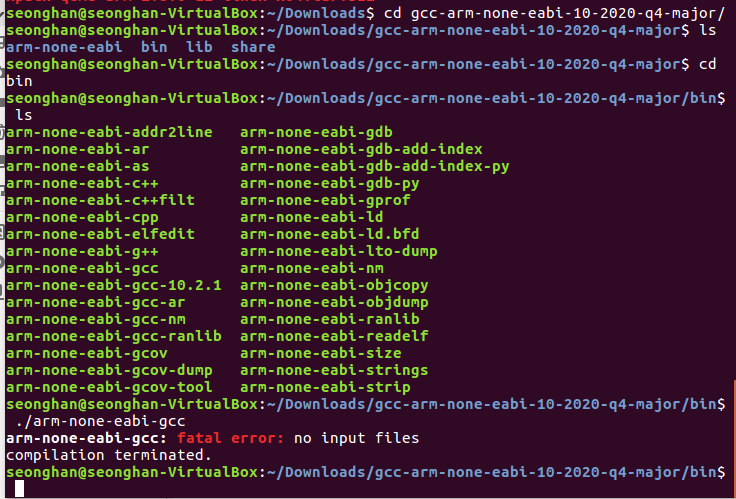 seonghan@seonghan-VirtualBox:~/Downloads$ cd gcc-arm-none-eabi-10-2020-q4-major/
seonghan@seonghan-VirtualBox:~/Downloads/gcc-arm-none-eabi-10-2020-q4-major$ ls
arm-none-eabi  bin  lib  share
seonghan@seonghan-VirtualBox:~/Downloads/gcc-arm-none-eabi-10-2020-q4-major$ cd
bin
seonghan@seonghan-VirtualBox:~/Downloads/gcc-arm-none-eabi-10-2020-q4-major/bin$
ls
arm-none-eabi-addr2line  arm-none-eabi-gdb
arm-none-eabi-ar  arm-none-eabi-gdb-add-index
arm-none-eabi-as  arm-none-eabi-gdb-add-index-py
arm-none-eabi-c++  arm-none-eabi-gdb-py
arm-none-eabi-c++filt  arm-none-eabi-gprof
arm-none-eabi-cpp  arm-none-eabi-ld
arm-none-eabi-elfedit  arm-none-eabi-ld.bfd
arm-none-eabi-g++  arm-none-eabi-lto-dump
arm-none-eabi-gcc  arm-none-eabi-nm
arm-none-eabi-gcc-10.2.1  arm-none-eabi-objcopy
arm-none-eabi-gcc-ar  arm-none-eabi-objdump
arm-none-eabi-gcc-nm  arm-none-eabi-ranlib
arm-none-eabi-gcc-ranlib  arm-none-eabi-readelf
arm-none-eabi-gcov  arm-none-eabi-size
arm-none-eabi-gcov-dump  arm-none-eabi-strings
arm-none-eabi-gcov-tool  arm-none-eabi-strip
seonghan@seonghan-VirtualBox:~/Downloads/gcc-arm-none-eabi-10-2020-q4-major/bin$
./arm-none-eabi-gcc
arm-none-eabi-gcc: fatal error: no input files
compilation terminated.
seonghan@seonghan-VirtualBox:~/Downloads/gcc-arm-none-eabi-10-2020-q4-major/bin$